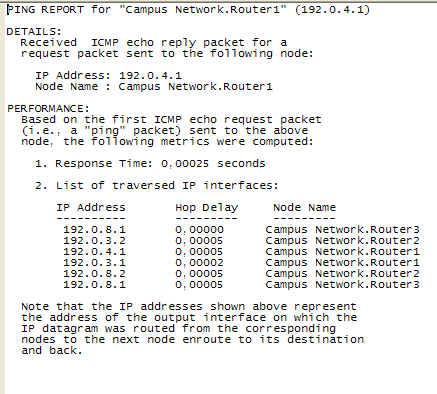 PING REPORT for "Campus Network.Router1" (192.0.4.1)
DETAILS:
Received ICMP echo reply packet for a
request packet sent to the following node:
IP Address: 192.0.4.1
Node Name : Campus Network.Router1
PERFORMANCE:
Based on the first ICMP echo request packet
(i.e., a "ping" packet) sent to the above
node, the following metrics were computed:
1. Response Time: 0,00025 seconds
2. List of traversed IP interfaces:
IP Address Hop Delay Node Name
---------- --------- ---------
192.0.8.1 0,00000 Campus Network.Router3
192.0.3.2 0,00005 Campus Network.Router2
192.0.4.1 0,00005 Campus Network.Router1
192.0.3.1 0,00002 Campus Network.Router1
192.0.8.2 0,00005 Campus Network.Router2
192.0.8.1 0,00005 Campus Network.Router3
Note that the IP addresses shown above represent
the address of the output interface on which the
IP datagram was routed from the corresponding
nodes to the next node enroute to its destination
and back.